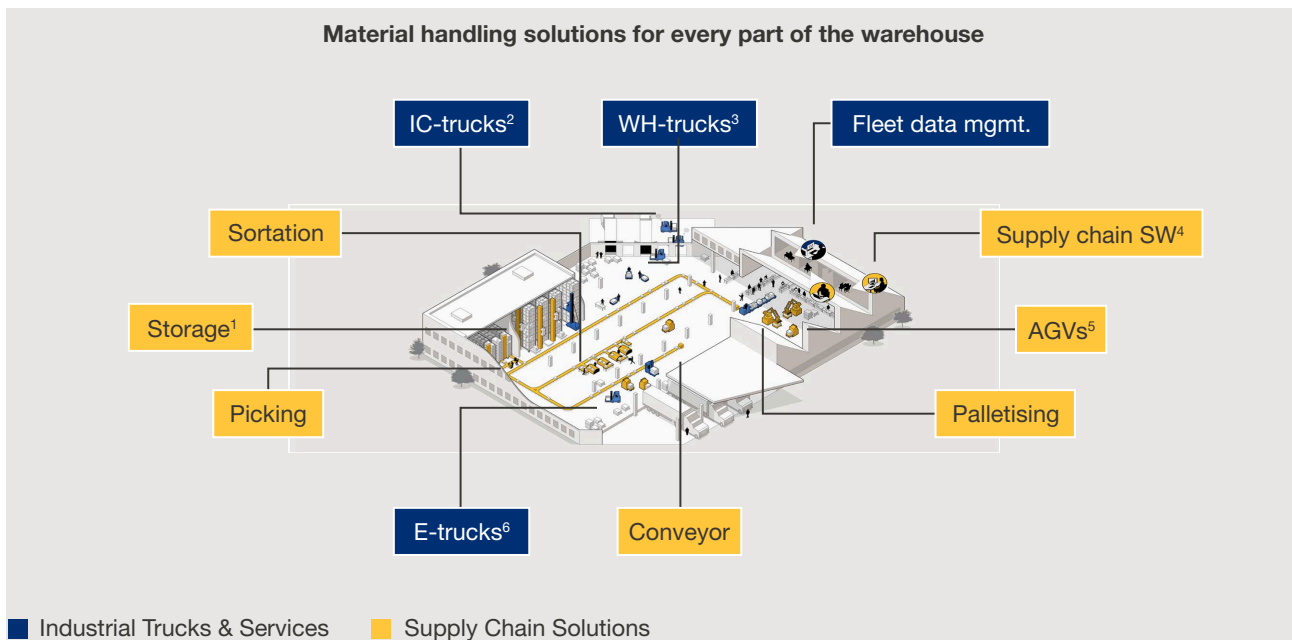 Material handling solutions for every part of the warehouse
IC-trucks²
WH-trucks³
Fleet data mgmt.
Sortation
Supply chain SW⁴
Storage¹
AGVs⁵
Picking
Palletising
E-trucks⁶
Conveyor
Industrial Trucks & Services
Supply Chain Solutions